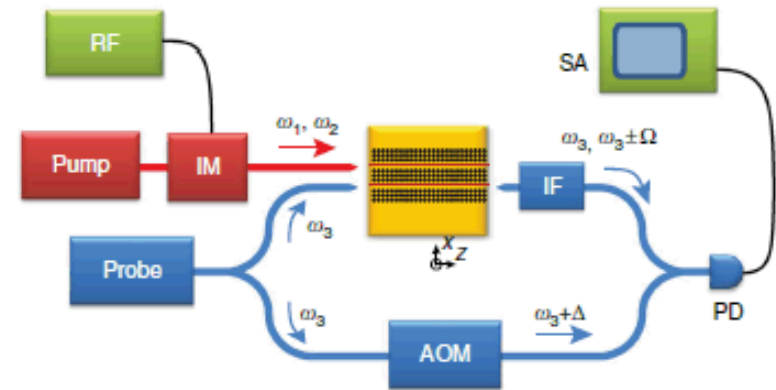 RF
SA
ω₁, ω₂
ω₃, ω₃±Ω
Pump
IM
IF
ω₃
x
z
Probe
PD
ω₃
ω₃+Δ
AOM